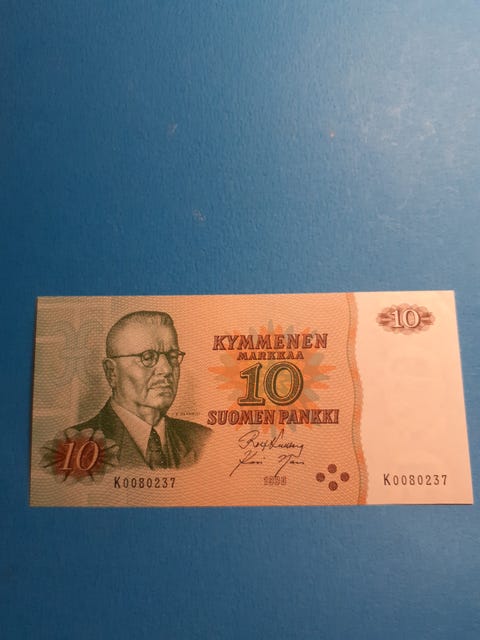 10
KYMMENEN
MARKKAA
10
SUOMEN PANKKI
10
K0080237
K0080237